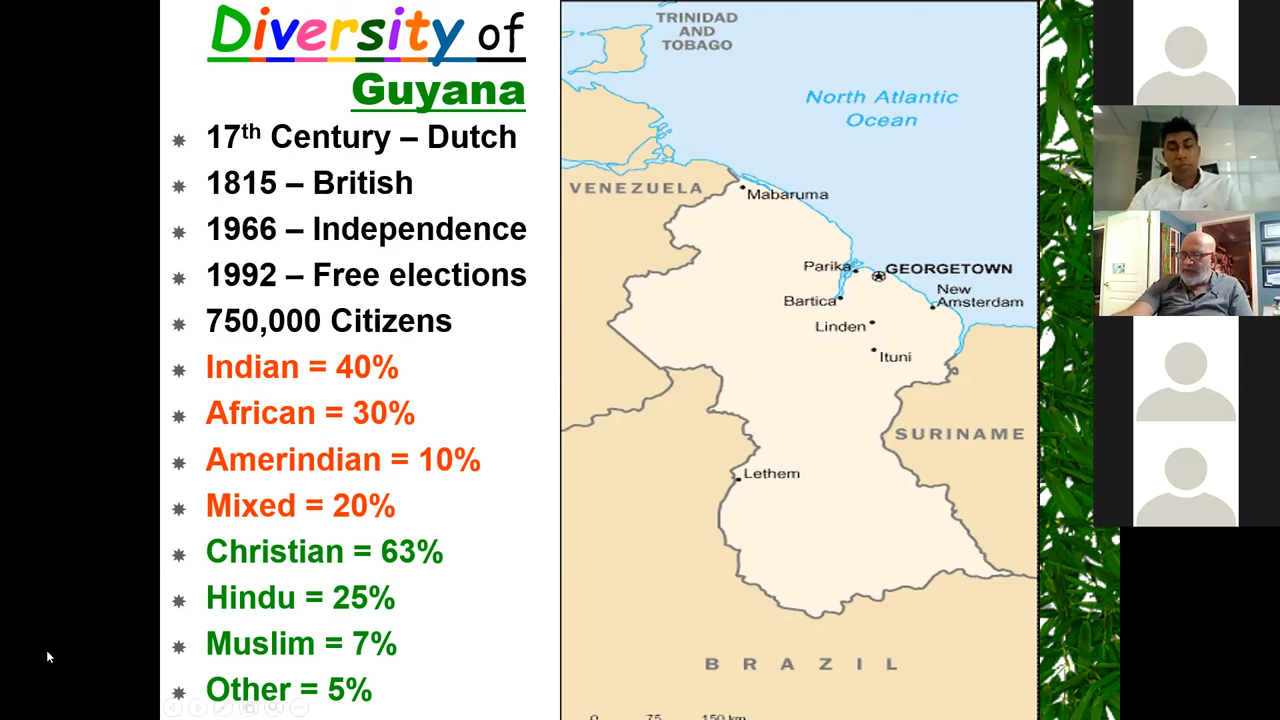 Diversity of
Guyana
17th Century – Dutch
1815 – British
1966 – Independence
1992 – Free elections
750,000 Citizens
Indian = 40%
African = 30%
Amerindian = 10%
Mixed = 20%
Christian = 63%
Hindu = 25%
Muslim = 7%
Other = 5%
TRINIDAD
AND
TOBAGO
North Atlantic
Ocean
VENEZUELA
Mabaruma
Parika
GEORGETOWN
Bartica
New
Amsterdam
Linden
Ituni
SURINAME
Lethem
BRAZIL
0 75 150 km